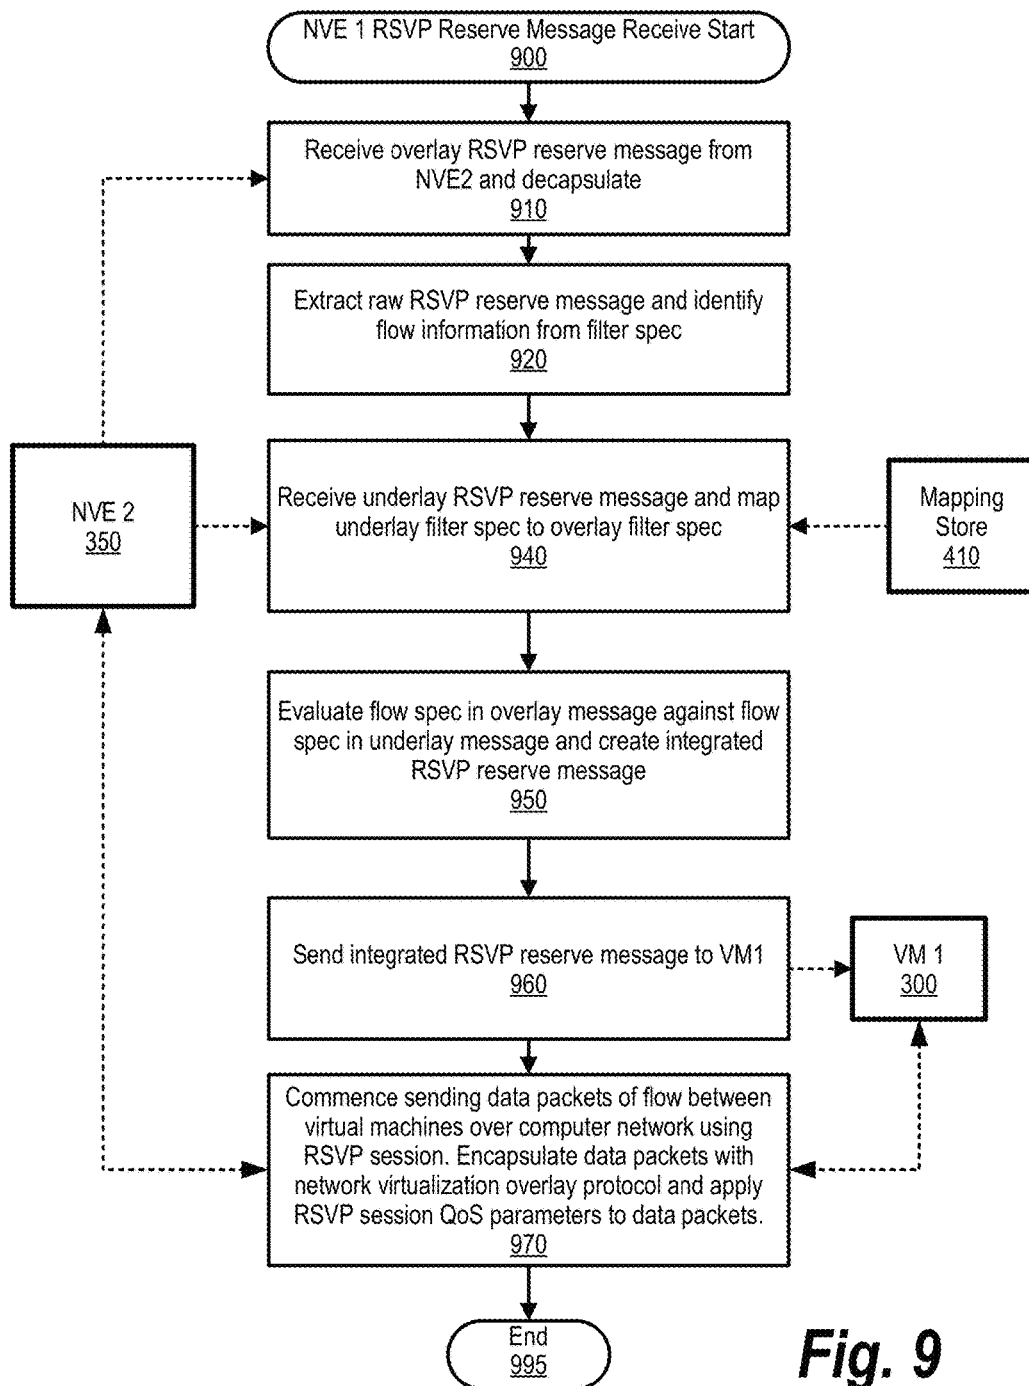 NVE 1 RSVP Reserve Message Receive Start
900
Receive overlay RSVP reserve message from
NVE2 and decapsulate
910
Extract raw RSVP reserve message and identify
flow information from filter spec
920
NVE 2
350
Receive underlay RSVP reserve message and map
underlay filter spec to overlay filter spec
940
Mapping
Store
410
Evaluate flow spec in overlay message against flow
spec in underlay message and create integrated
RSVP reserve message
950
Send integrated RSVP reserve message to VM1
960
VM 1
300
Commence sending data packets of flow between
virtual machines over computer network using
RSVP session. Encapsulate data packets with
network virtualization overlay protocol and apply
RSVP session QoS parameters to data packets.
970
End
995
Fig. 9